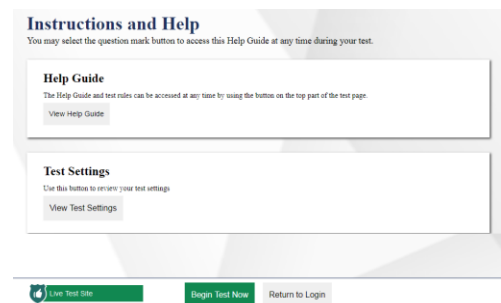 Instructions and Help
You may select the question mark button to access this Help Guide at any time during your test.
Help Guide
The Help Guide and test rules can be accessed at any time by using the button on the top part of the test page.
View Help Guide
Test Settings
Use this button to review your test settings
View Test Settings
Live Test Site
Begin Test Now
Return to Login